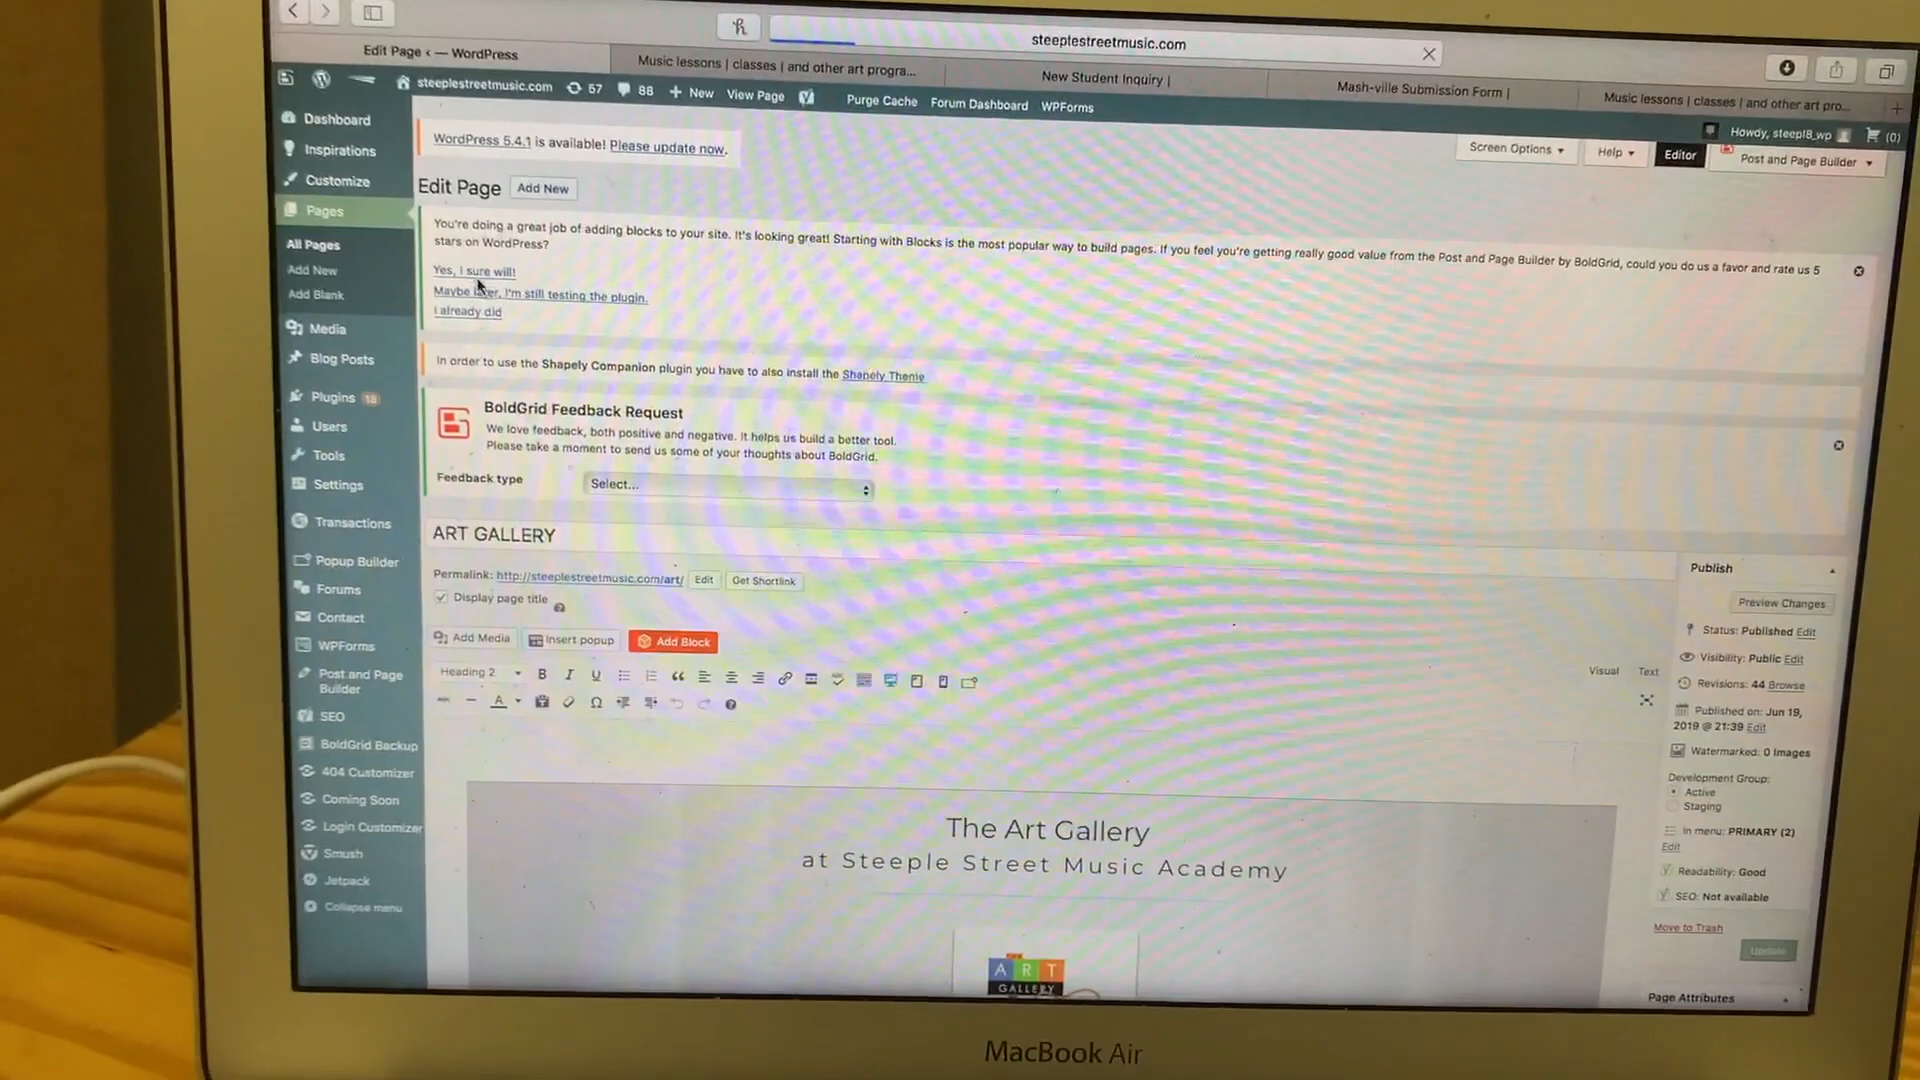 steeplestreetmusic.com
Edit Page < — WordPress
Music lessons | classes | and other art progra...
New Student Inquiry |
Mash-ville Submission Form |
Music lessons | classes | and other art pro...
steeplestreetmusic.com
57
88
+ New
View Page
Purge Cache
Forum Dashboard
WPForms
Howdy, steepl8_wp
(0)
Dashboard
Inspirations
Customize
Pages
All Pages
Add New
Add Blank
Media
Blog Posts
Plugins 18
Users
Tools
Settings
Transactions
Popup Builder
Forums
Contact
WPForms
Post and Page
Builder
SEO
BoldGrid Backup
404 Customizer
Coming Soon
Login Customizer
Smush
Jetpack
Collapse menu
WordPress 5.4.1 is available! Please update now.
Screen Options
Help
Editor
Post and Page Builder
Edit Page
Add New
You're doing a great job of adding blocks to your site. It's looking great! Starting with Blocks is the most popular way to build pages. If you feel you're getting really good value from the Post and Page Builder by BoldGrid, could you do us a favor and rate us 5
stars on WordPress?
Yes, I sure will!
Maybe later, I'm still testing the plugin.
I already did
In order to use the Shapely Companion plugin you have to also install the Shapely Theme
BoldGrid Feedback Request
We love feedback, both positive and negative. It helps us build a better tool.
Please take a moment to send us some of your thoughts about BoldGrid.
Feedback type
Select...
ART GALLERY
Permalink: http://steeplestreetmusic.com/art/
Edit
Get Shortlink
Display page title
Add Media
Insert popup
Add Block
Visual
Text
Heading 2
B I U
The Art Gallery
at Steeple Street Music Academy
ART
GALLERY
Publish
Preview Changes
Status: Published Edit
Visibility: Public Edit
Revisions: 44 Browse
Published on: Jun 19,
2019 @ 21:39 Edit
Watermarked: 0 Images
Development Group:
Active
Staging
In menu: PRIMARY (2)
Edit
Readability: Good
SEO: Not available
Move to Trash
Update
Page Attributes
MacBook Air